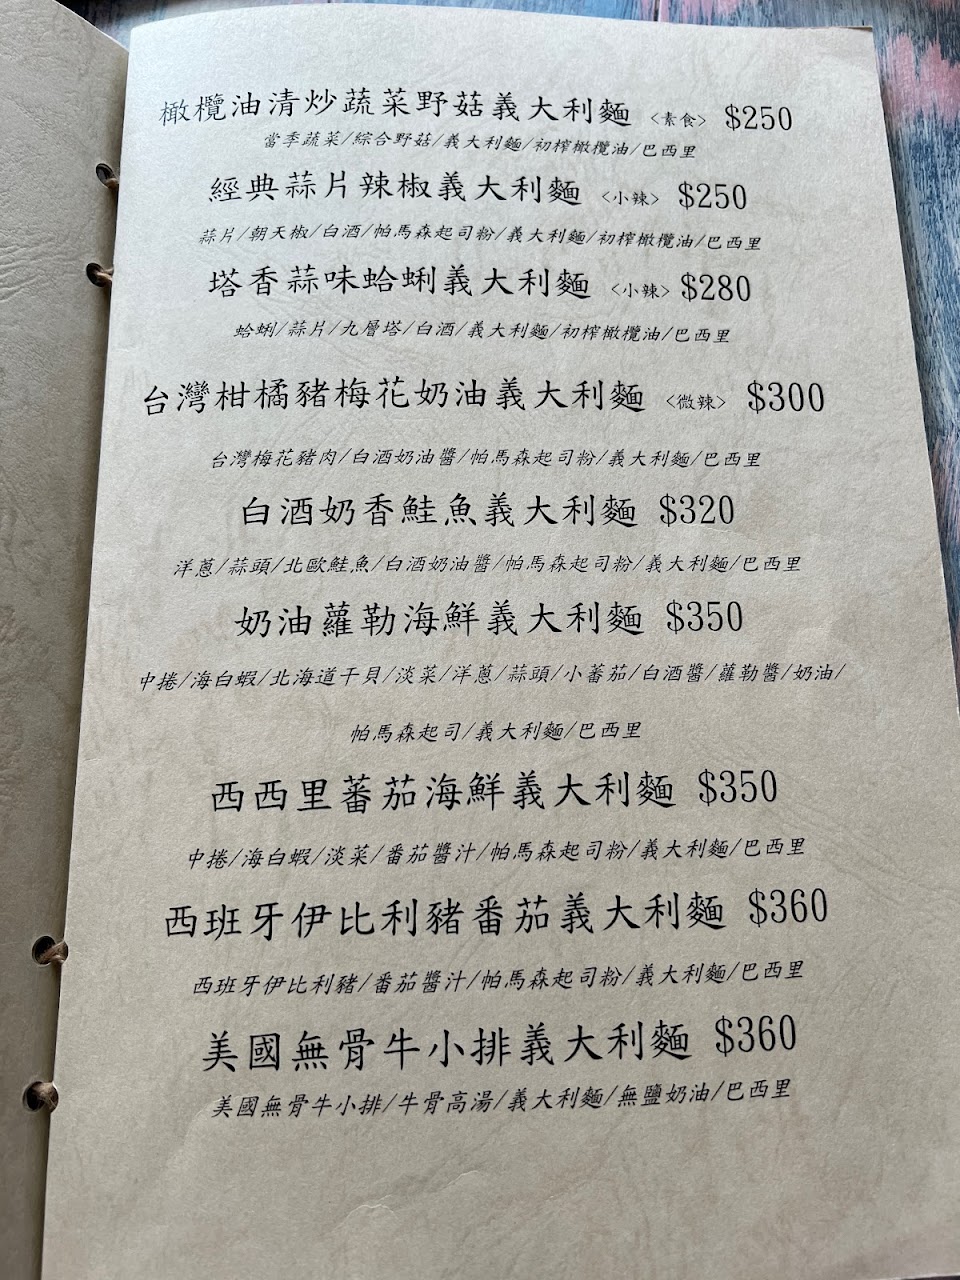 橄欖油清炒蔬菜野菇義大利麵 <素食> $250
當季蔬菜/綜合野菇/義大利麵/初榨橄欖油/巴西里
經典蒜片辣椒義大利麵 <小辣> $250
蒜片/朝天椒/白酒/帕馬森起司粉/義大利麵/初榨橄欖油/巴西里
塔香蒜味蛤蜊義大利麵 <小辣> $280
蛤蜊/蒜片/九層塔/白酒/義大利麵/初榨橄欖油/巴西里
台灣柑橘豬梅花奶油義大利麵 <微辣> $300
台灣梅花豬肉/白酒奶油醬/帕馬森起司粉/義大利麵/巴西里
白酒奶香鮭魚義大利麵 $320
洋蔥/蒜頭/北歐鮭魚/白酒奶油醬/帕馬森起司粉/義大利麵/巴西里
奶油蘿勒海鮮義大利麵 $350
中捲/海白蝦/北海道干貝/淡菜/洋蔥/蒜頭/小蕃茄/白酒醬/蘿勒醬/奶油/
帕馬森起司/義大利麵/巴西里
西西里蕃茄海鮮義大利麵 $350
中捲/海白蝦/淡菜/番茄醬汁/帕馬森起司粉/義大利麵/巴西里
西班牙伊比利豬番茄義大利麵 $360
西班牙伊比利豬/番茄醬汁/帕馬森起司粉/義大利麵/巴西里
美國無骨牛小排義大利麵 $360
美國無骨牛小排/牛骨高湯/義大利麵/無鹽奶油/巴西里